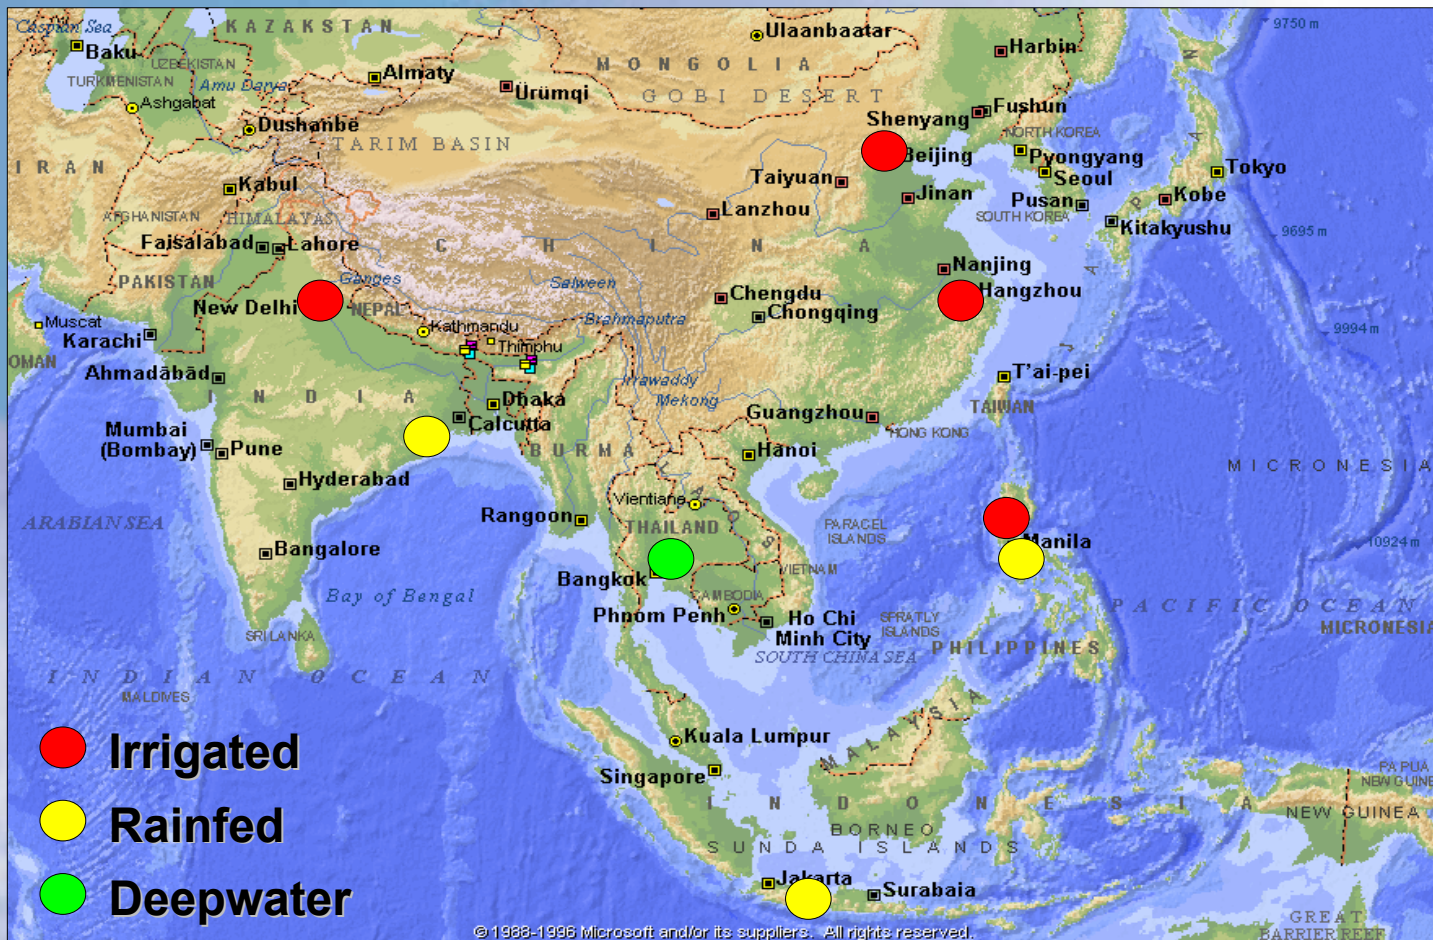 Caspian Sea
KAZAKSTAN
Ulaanbaatar
9750 m
Baku
Harbin
UZBEKISTAN
MONGOLIA
TURKMENISTAN
Amu Darya
Almaty
Ürümqi
GOBI DESERT
Ashgabat
Fushun
Shenyang
Dushanbe
NORTH KOREA
TARIM BASIN
Beijing
Pyongyang
IRAN
Taiyuan
Seoul
Tokyo
Kabul
Jinan
Pusan
Kobe
AFGHANISTAN
HIMALAYAS
Lanzhou
SOUTH KOREA
Kitakyushu
JAPAN
9695 m
Faisalabad
Lahore
CHINA
Nanjing
PAKISTAN
Ganges
Salween
Chengdu
Hangzhou
New Delhi
NEPAL
Chongqing
Muscat
Kathmandu
Brahmaputra
9994 m
Karachi
Thimphu
OMAN
Ahmadābād
Irrawaddy
T'ai-pei
INDIA
Dhaka
Mekong
TAIWAN
Calcutta
Guangzhou
HONG KONG
Mumbai
(Bombay)
Pune
BURMA
Hanoi
MICRONESIA
Hyderabad
LAOS
Vientiane
ARABIAN SEA
Rangoon
THAILAND
PARACEL
ISLANDS
Manila
10924 m
Bangalore
Bangkok
VIETNAM
Bay of Bengal
CAMBODIA
PACIFIC OCEAN
Phnom Penh
Ho Chi
Minh City
SPRATLY
ISLANDS
MICRONESIA
SRI LANKA
PHILIPPINES
SOUTH CHINA SEA
INDIAN OCEAN
MALDIVES
MALAYSIA
Irrigated
Kuala Lumpur
Singapore
PAPUA
NEW GUINE
INDONESIA
NEW GUINEA
Rainfed
BORNEO
SUNDA ISLANDS
Jakarta
Surabaia
Deepwater
GREAT
BARRIER REEF
© 1988-1996 Microsoft and/or its suppliers. All rights reserved.